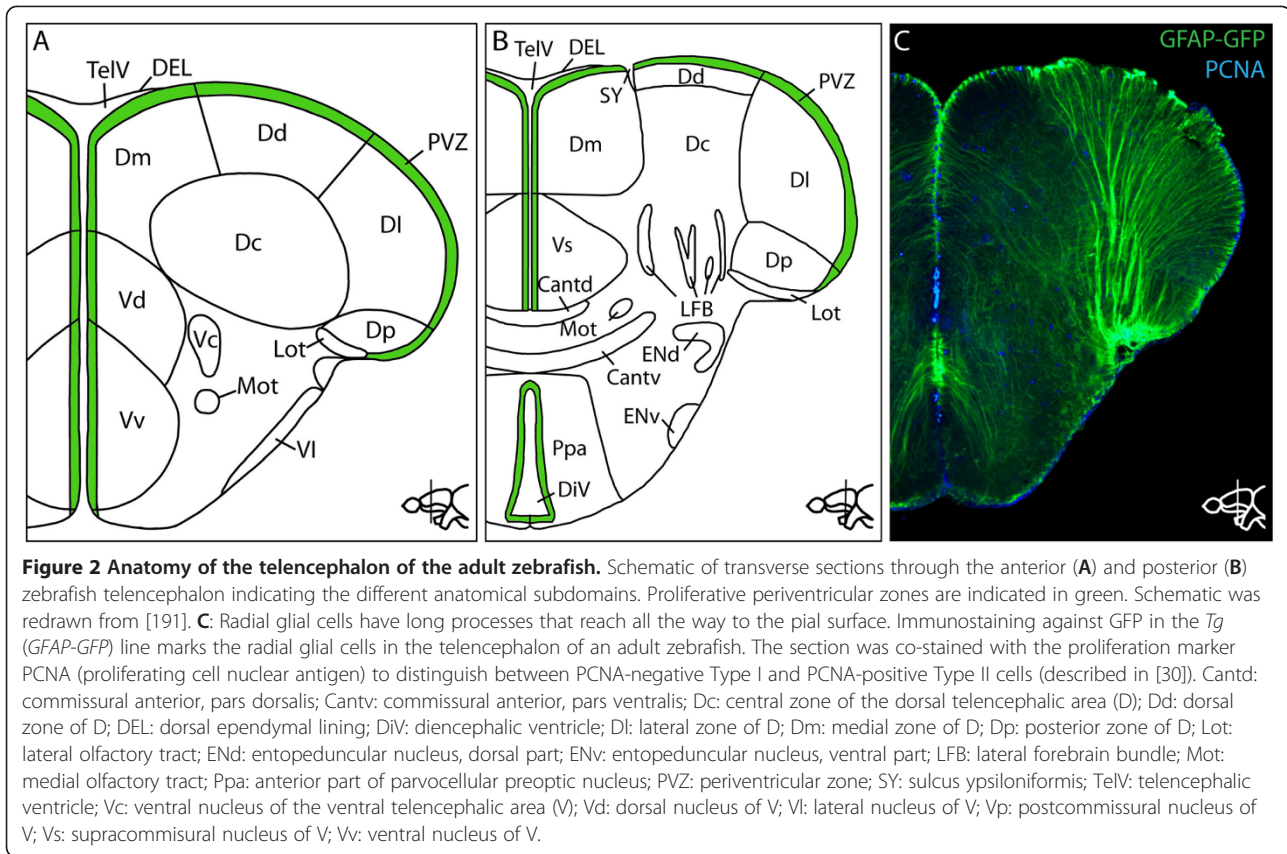 A
TelV
DEL
Dd
PVZ
Dm
Dl
Dc
Vd
Vc
Dp
Lot
Mot
Vv
Vl
B
TelV
DEL
SY
Dd
PVZ
Dm
Dc
Dl
Vs
Dp
Cantd
LFB
Lot
Mot
ENd
Cantv
ENv
Ppa
DiV
C
GFAP-GFP
PCNA
Figure 2 Anatomy of the telencephalon of the adult zebrafish. Schematic of transverse sections through the anterior (A) and posterior (B)
zebrafish telencephalon indicating the different anatomical subdomains. Proliferative periventricular zones are indicated in green. Schematic was
redrawn from [191]. C: Radial glial cells have long processes that reach all the way to the pial surface. Immunostaining against GFP in the Tg
(GFAP-GFP) line marks the radial glial cells in the telencephalon of an adult zebrafish. The section was co-stained with the proliferation marker
PCNA (proliferating cell nuclear antigen) to distinguish between PCNA-negative Type I and PCNA-positive Type II cells (described in [30]). Cantd:
commissural anterior, pars dorsalis; Cantv: commissural anterior, pars ventralis; Dc: central zone of the dorsal telencephalic area (D); Dd: dorsal
zone of D; DEL: dorsal ependymal lining; DiV: diencephalic ventricle; Dl: lateral zone of D; Dm: medial zone of D; Dp: posterior zone of D; Lot:
lateral olfactory tract; ENd: entopeduncular nucleus, dorsal part; ENv: entopeduncular nucleus, ventral part; LFB: lateral forebrain bundle; Mot:
medial olfactory tract; Ppa: anterior part of parvocellular preoptic nucleus; PVZ: periventricular zone; SY: sulcus ypsiloniformis; TelV: telencephalic
ventricle; Vc: ventral nucleus of the ventral telencephalic area (V); Vd: dorsal nucleus of V; Vl: lateral nucleus of V; Vp: postcommissural nucleus of
V; Vs: supracommisural nucleus of V; Vv: ventral nucleus of V.